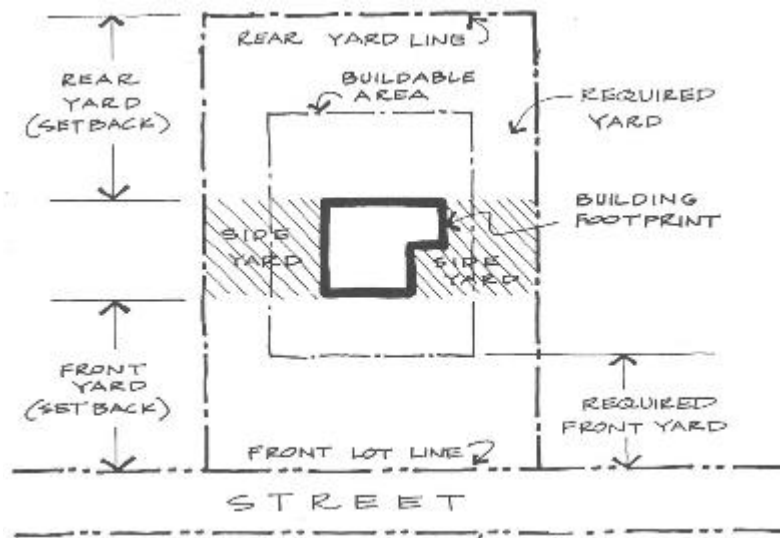 REAR YARD LINE
BUILDABLE
AREA
REAR
YARD
(SETBACK)
REQUIRED
YARD
BUILDING
FOOTPRINT
SIDE
YARD
SIDE
YARD
FRONT
YARD
(SETBACK)
REQUIRED
FRONT YARD
FRONT LOT LINE
STREET